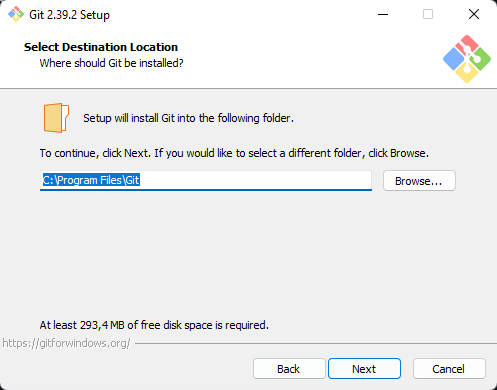 Git 2.39.2 Setup
Select Destination Location
Where should Git be installed?
Setup will install Git into the following folder.
To continue, click Next. If you would like to select a different folder, click Browse.
C:\Program Files\Git
Browse...
At least 293,4 MB of free disk space is required.
https://gitforwindows.org/
Back
Next
Cancel